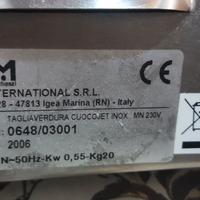 M
CE
TERNATIONAL S.R.L.
28 - 47813 Igea Marina (RN) - Italy
TAGLIAVERDURA CUOCOJET INOX MN 230V
: 0648/03001
2006
N~50Hz-Kw 0,55-Kg20